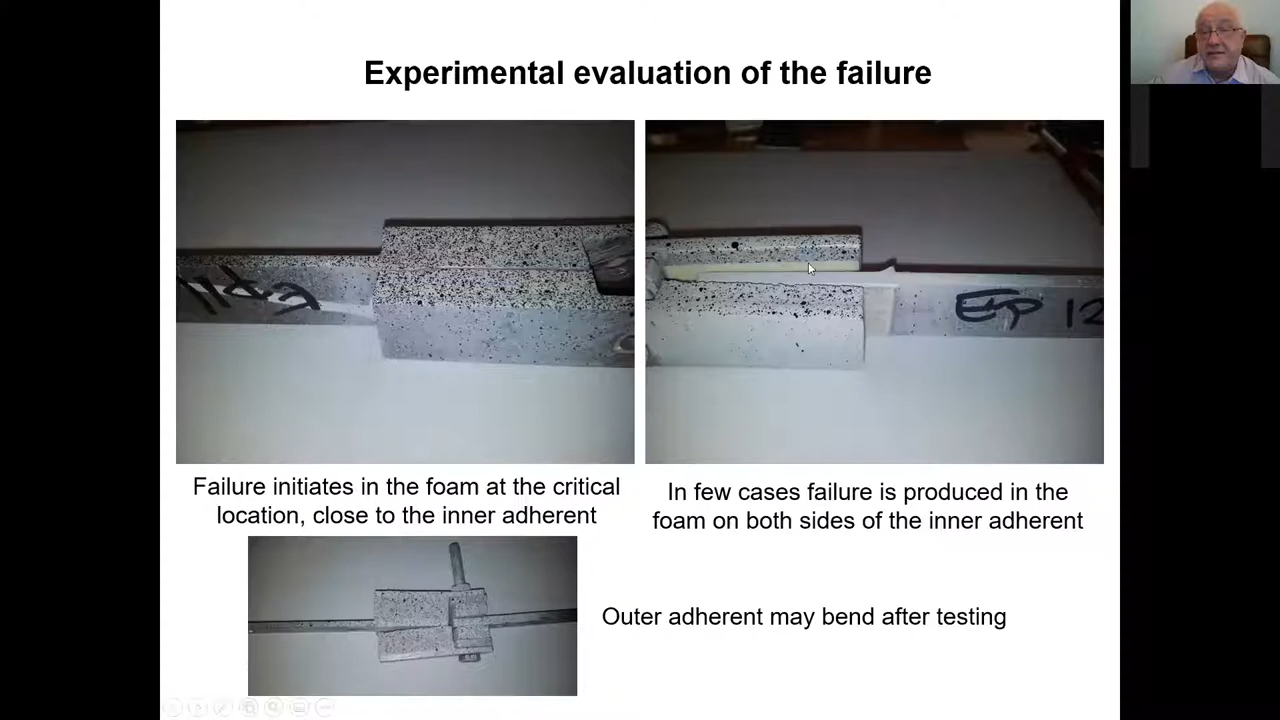 Experimental evaluation of the failure
EP 12
Failure initiates in the foam at the critical
location, close to the inner adherent
In few cases failure is produced in the
foam on both sides of the inner adherent
Outer adherent may bend after testing